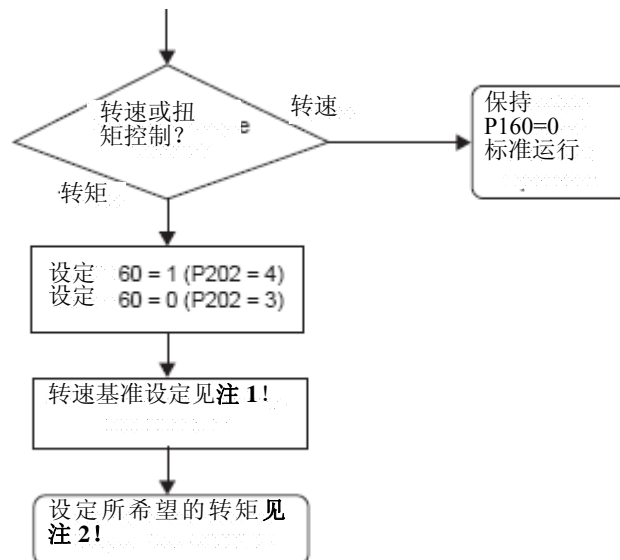 转速或扭
矩控制？
e
转速
保持
P160=0
标准运行
转矩
设定 60 = 1 (P202 = 4)
设定 60 = 0 (P202 = 3)
转速基准设定见注 1！
设定所希望的转矩见
注 2！